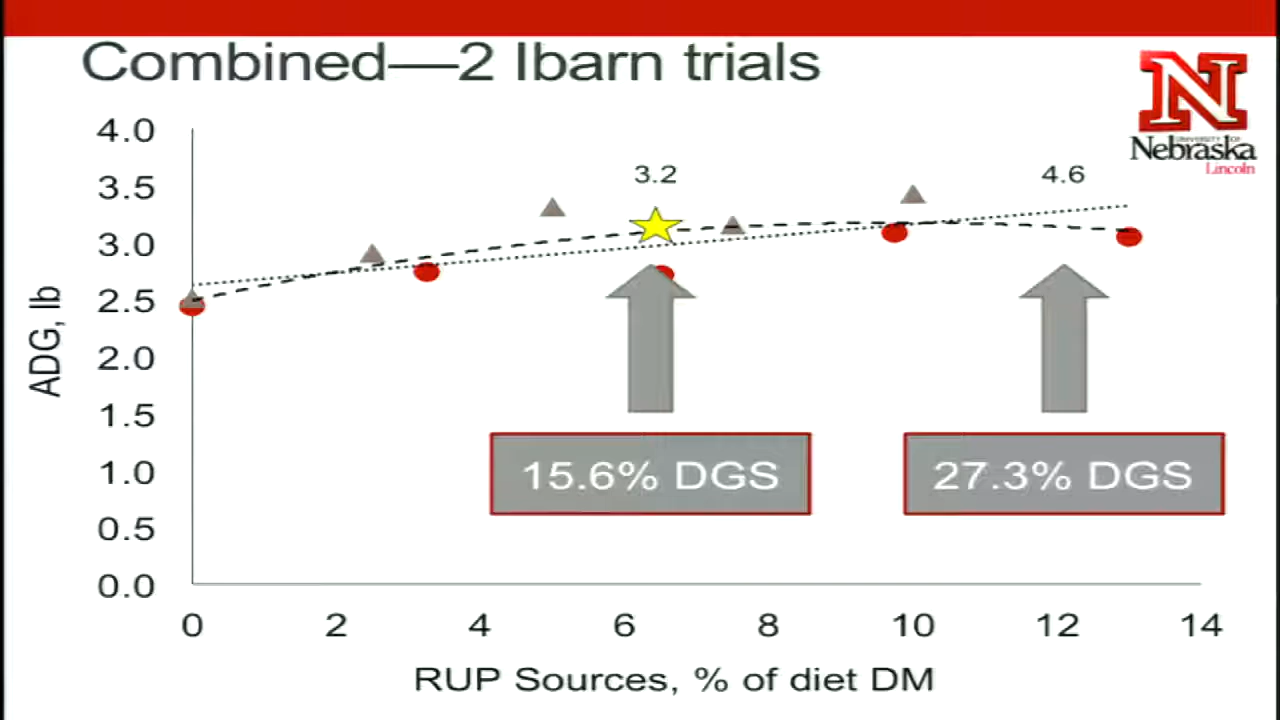 Combined—2 Ibarn trials
N
UNIVERSITY OF
Nebraska
Lincoln
4.0
3.5
3.0
2.5
2.0
1.5
1.0
0.5
0.0
ADG, lb
3.2
4.6
15.6% DGS
27.3% DGS
0 2 4 6 8 10 12 14
RUP Sources, % of diet DM